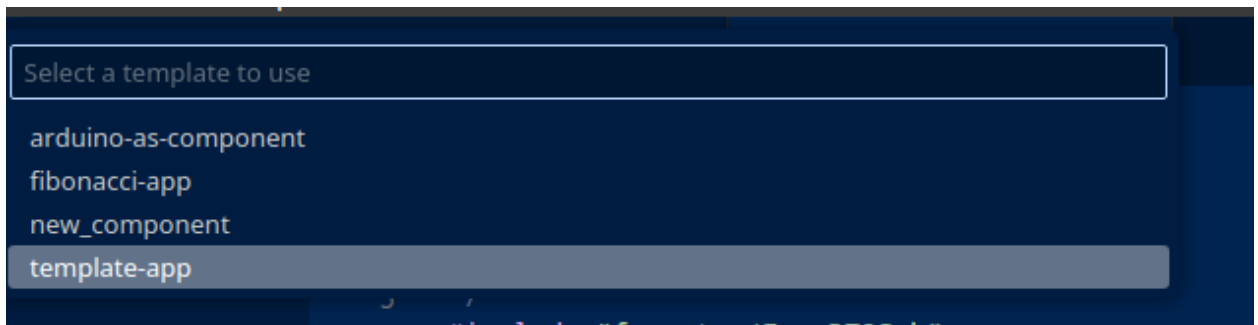 Select a template to use
arduino-as-component
fibonacci-app
new_component
template-app